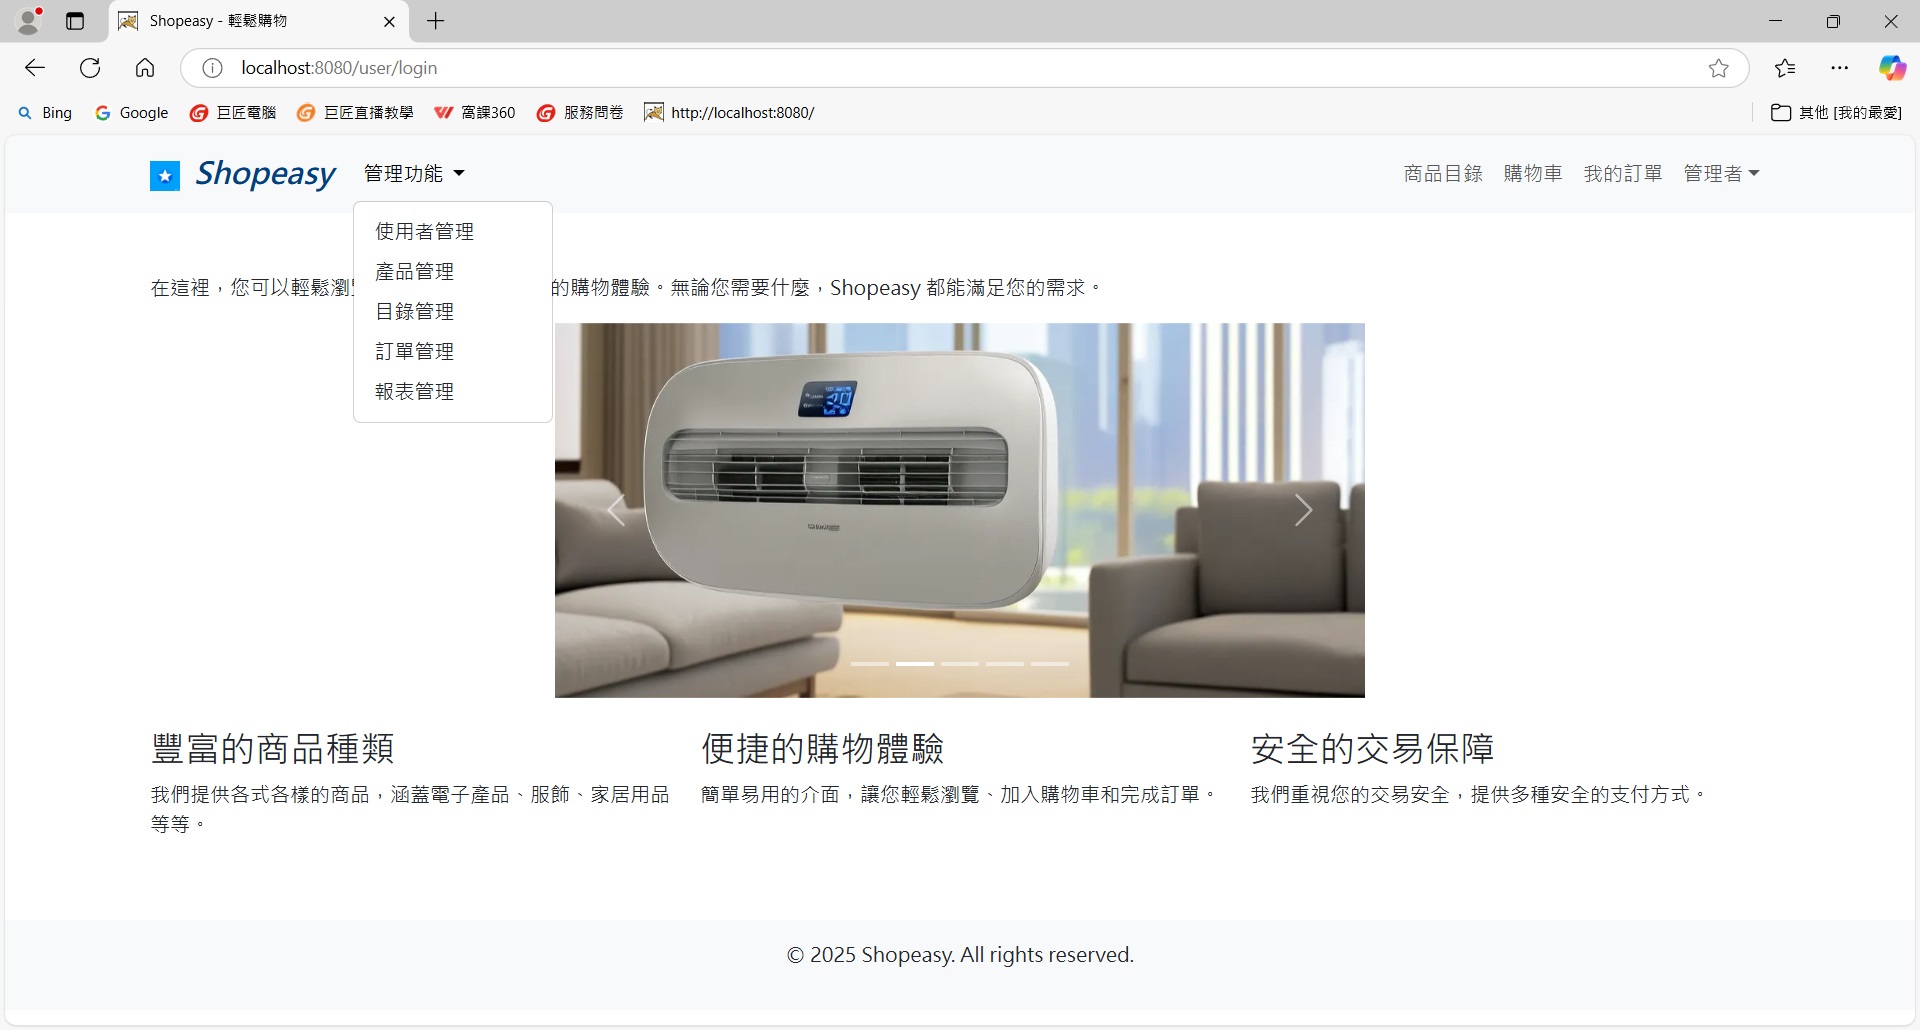 Shopeasy - 輕鬆購物
localhost:8080/user/login
Bing Google 巨匠電腦 巨匠直播教學 窩課360 服務問卷 http://localhost:8080/ 其他 [我的最愛]
Shopeasy 管理功能 商品目錄 購物車 我的訂單 管理者
使用者管理
產品管理
目錄管理
訂單管理
報表管理
在這裡，您可以輕鬆瀏 的購物體驗。無論您需要什麼，Shopeasy 都能滿足您的需求。
豐富的商品種類
我們提供各式各樣的商品，涵蓋電子產品、服飾、家居用品
等等。
便捷的購物體驗
簡單易用的介面，讓您輕鬆瀏覽、加入購物車和完成訂單。
安全的交易保障
我們重視您的交易安全，提供多種安全的支付方式。
© 2025 Shopeasy. All rights reserved.